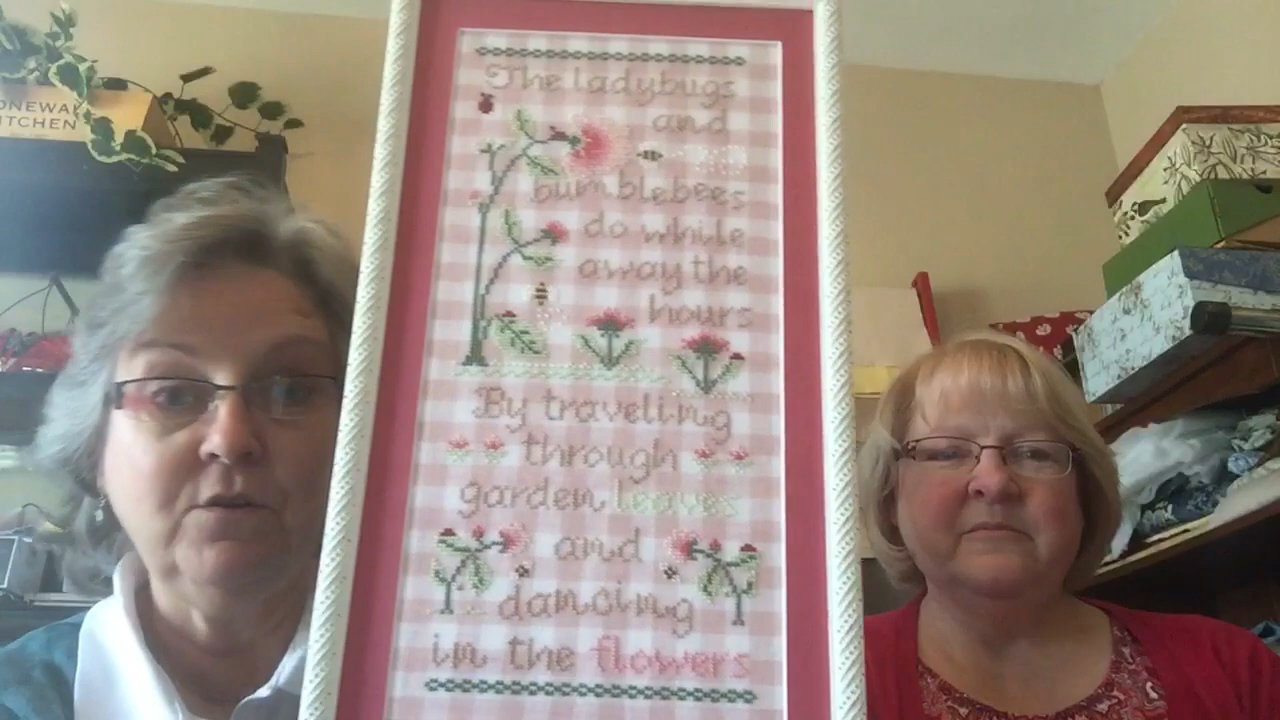 ONEWA
ITCHEN
The ladybugs
and
bumblebees
do while
away the
hours
By traveling
through
garden leaves
and
dancing
in the flowers